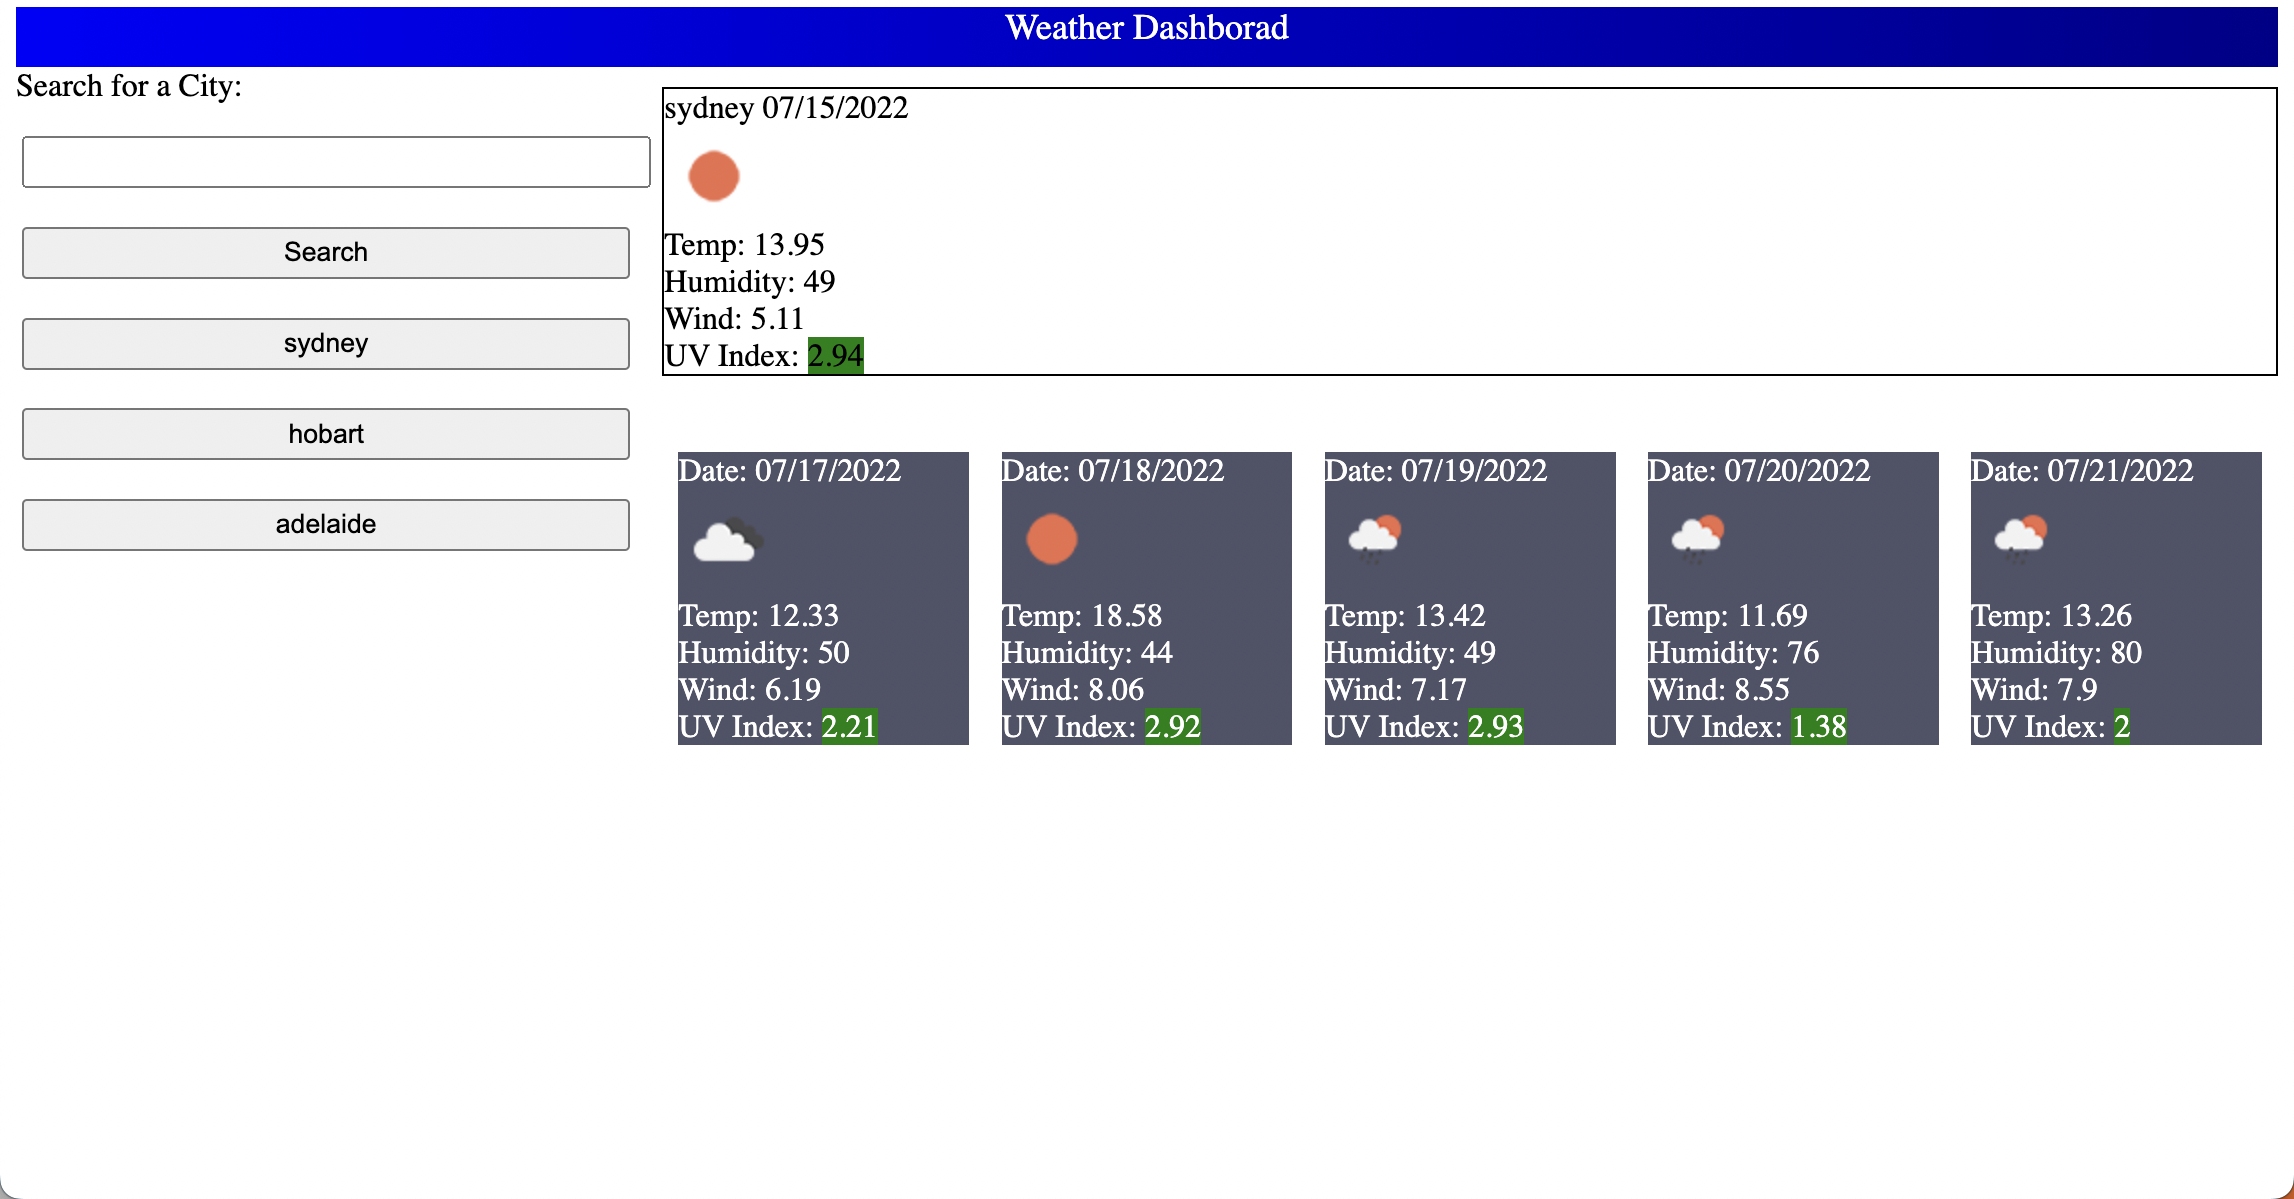 Weather Dashborad
Search for a City:
Search
sydney
hobart
adelaide
sydney 07/15/2022
Temp: 13.95
Humidity: 49
Wind: 5.11
UV Index: 2.94
Date: 07/17/2022
Temp: 12.33
Humidity: 50
Wind: 6.19
UV Index: 2.21
Date: 07/18/2022
Temp: 18.58
Humidity: 44
Wind: 8.06
UV Index: 2.92
Date: 07/19/2022
Temp: 13.42
Humidity: 49
Wind: 7.17
UV Index: 2.93
Date: 07/20/2022
Temp: 11.69
Humidity: 76
Wind: 8.55
UV Index: 1.38
Date: 07/21/2022
Temp: 13.26
Humidity: 80
Wind: 7.9
UV Index: 2